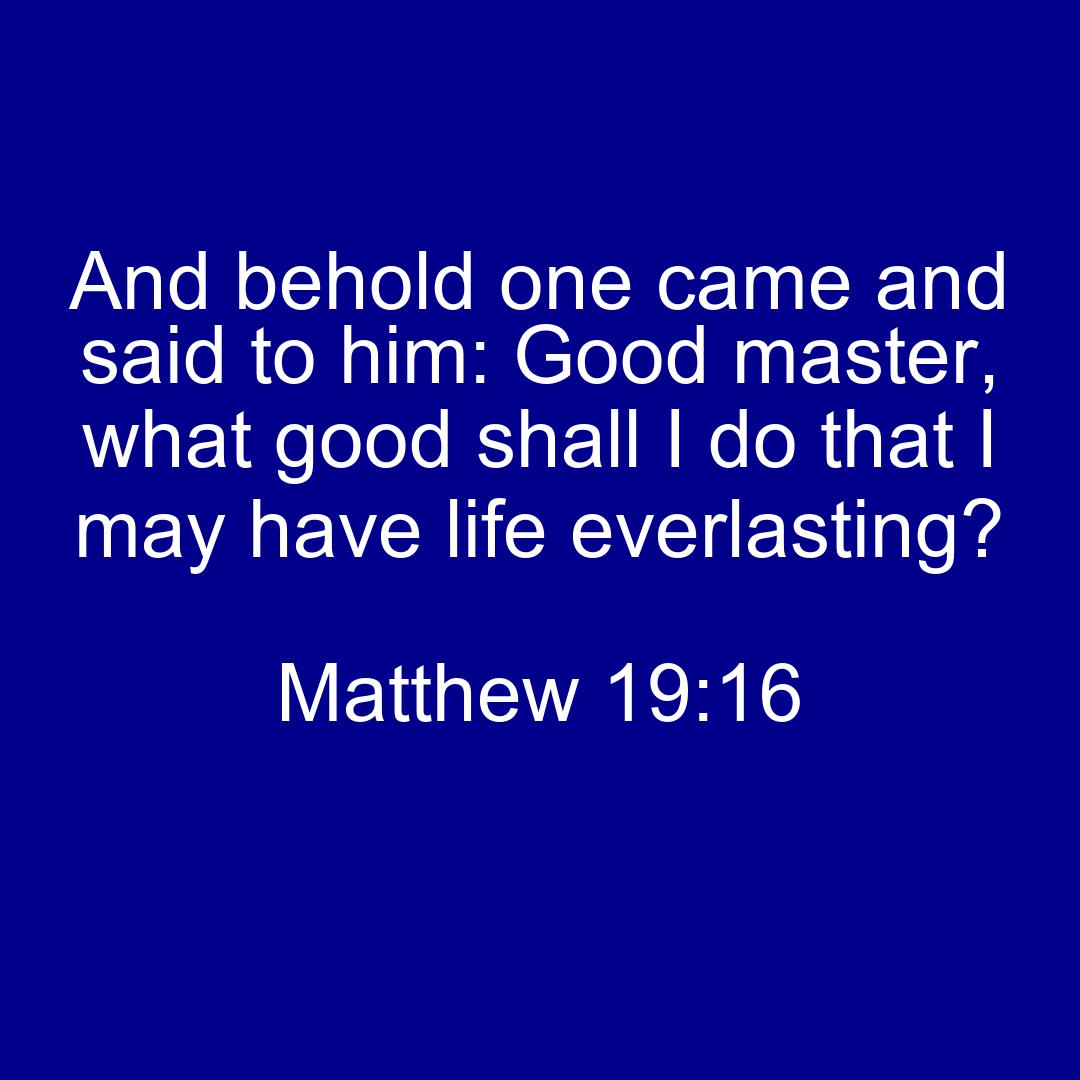 And behold one came and
said to him: Good master,
what good shall I do that I
may have life everlasting?
Matthew 19:16